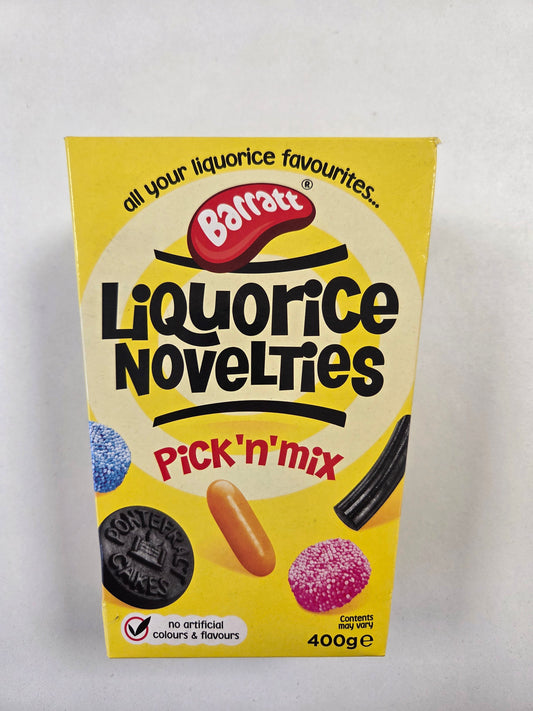 all your liquorice favourites...
Barratt®
LiQuorice
Novelties
Pick'n'mix
PONTEFRACT
CAKES
no artificial
colours & flavours
Contents
may vary
400g℮